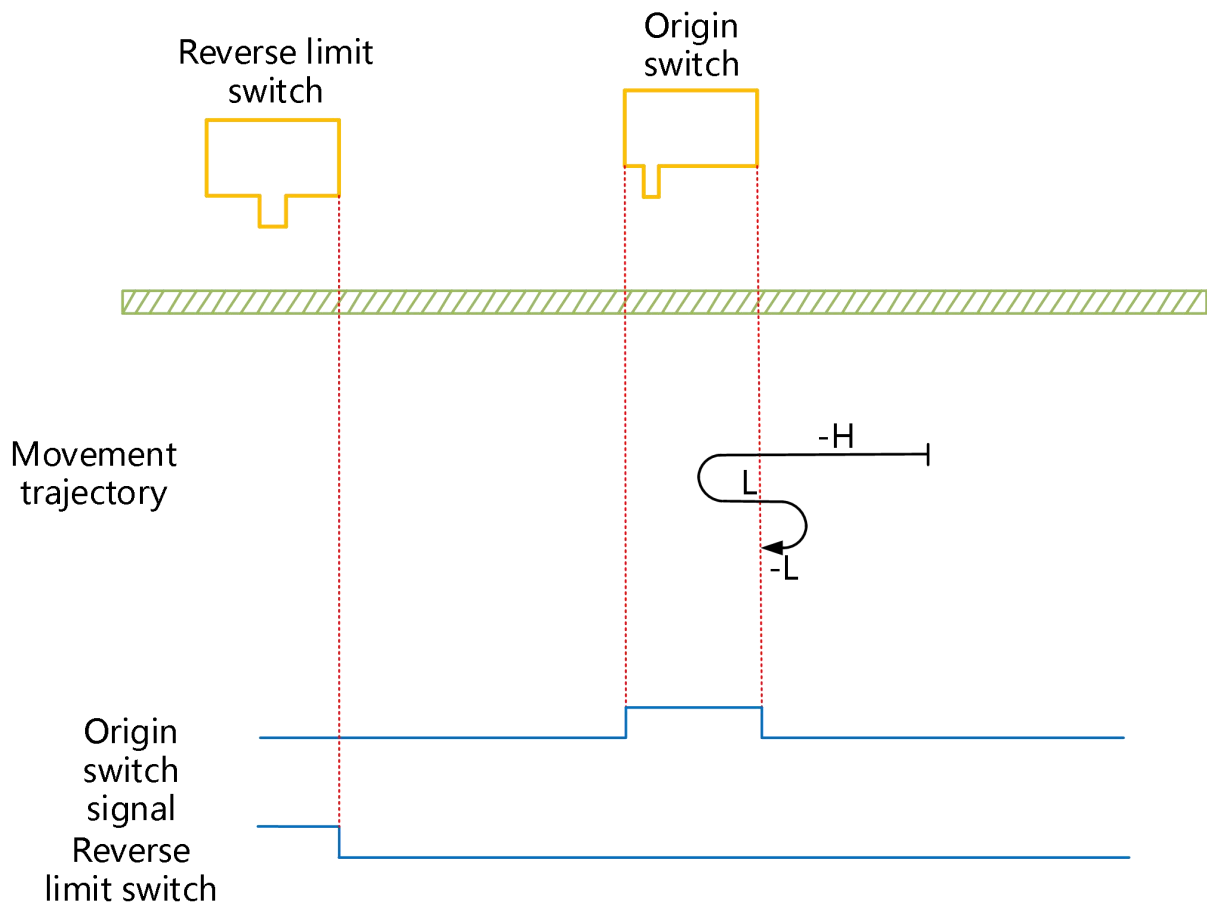 Reverse limit
switch
Origin
switch
Movement
trajectory
-H
L
-L
Origin
switch
signal
Reverse
limit switch